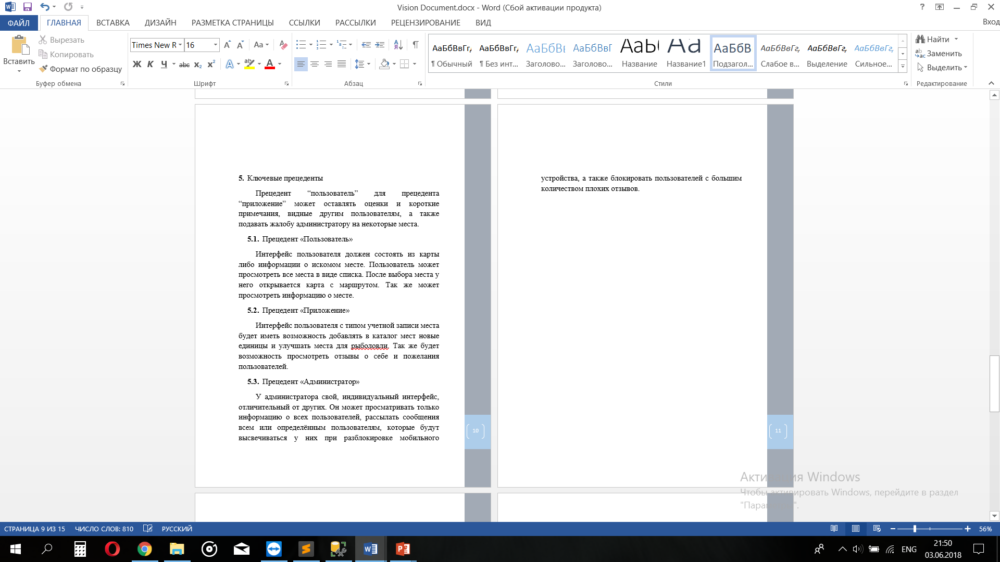 Vision Document.docx - Word (Сбой активации продукта)
ФАЙЛ ГЛАВНАЯ ВСТАВКА ДИЗАЙН РАЗМЕТКА СТРАНИЦЫ ССЫЛКИ РАССЫЛКИ РЕЦЕНЗИРОВАНИЕ ВИД Вход
Вставить
Вырезать
Копировать
Формат по образцу
Буфер обмена
Times New R 16
Ж К Ч abc x₂ x²
Шрифт
Абзац
АаБбВвГг, АаБбВвГг, АаБбВв АаБбВвГ АаЬ Аа АаБбВ АаБбВвГг, АаБбВвГг, АаБбВвГг,
¶ Обычный ¶ Без инт... Заголово... Заголово... Название Название1 Подзагол... Слабое в... Выделение Сильное...
Стили
Найти
Заменить
Выделить
Редактирование
5. Ключевые прецеденты
Прецедент “пользователь” для прецедента
“приложение” может оставлять оценки и короткие
примечания, видные другим пользователям, а также
подавать жалобу администратору на некоторые места.
5.1. Прецедент «Пользователь»
Интерфейс пользователя должен состоять из карты
либо информации о искомом месте. Пользователь может
просмотреть все места в виде списка. После выбора места у
него открывается карта с маршрутом. Так же может
просмотреть информацию о месте.
5.2. Прецедент «Приложение»
Интерфейс пользователя с типом учетной записи места
будет иметь возможность добавлять в каталог мест новые
единицы и улучшать места для рыболовли. Так же будет
возможность просмотреть отзывы о себе и пожелания
пользователей.
5.3. Прецедент «Администратор»
У администратора свой, индивидуальный интерфейс,
отличительный от других. Он может просматривать только
информацию о всех пользователей, рассылать сообщения
всем или определённым пользователям, которые будут
высвечиваться у них при разблокировке мобильного
10
устройства, а также блокировать пользователей с большим
количеством плохих отзывов.
11
Активация Windows
Чтобы активировать Windows, перейдите в раздел
"Параметры".
СТРАНИЦА 9 ИЗ 15 ЧИСЛО СЛОВ: 810 РУССКИЙ 56%
ENG
21:50
03.06.2018